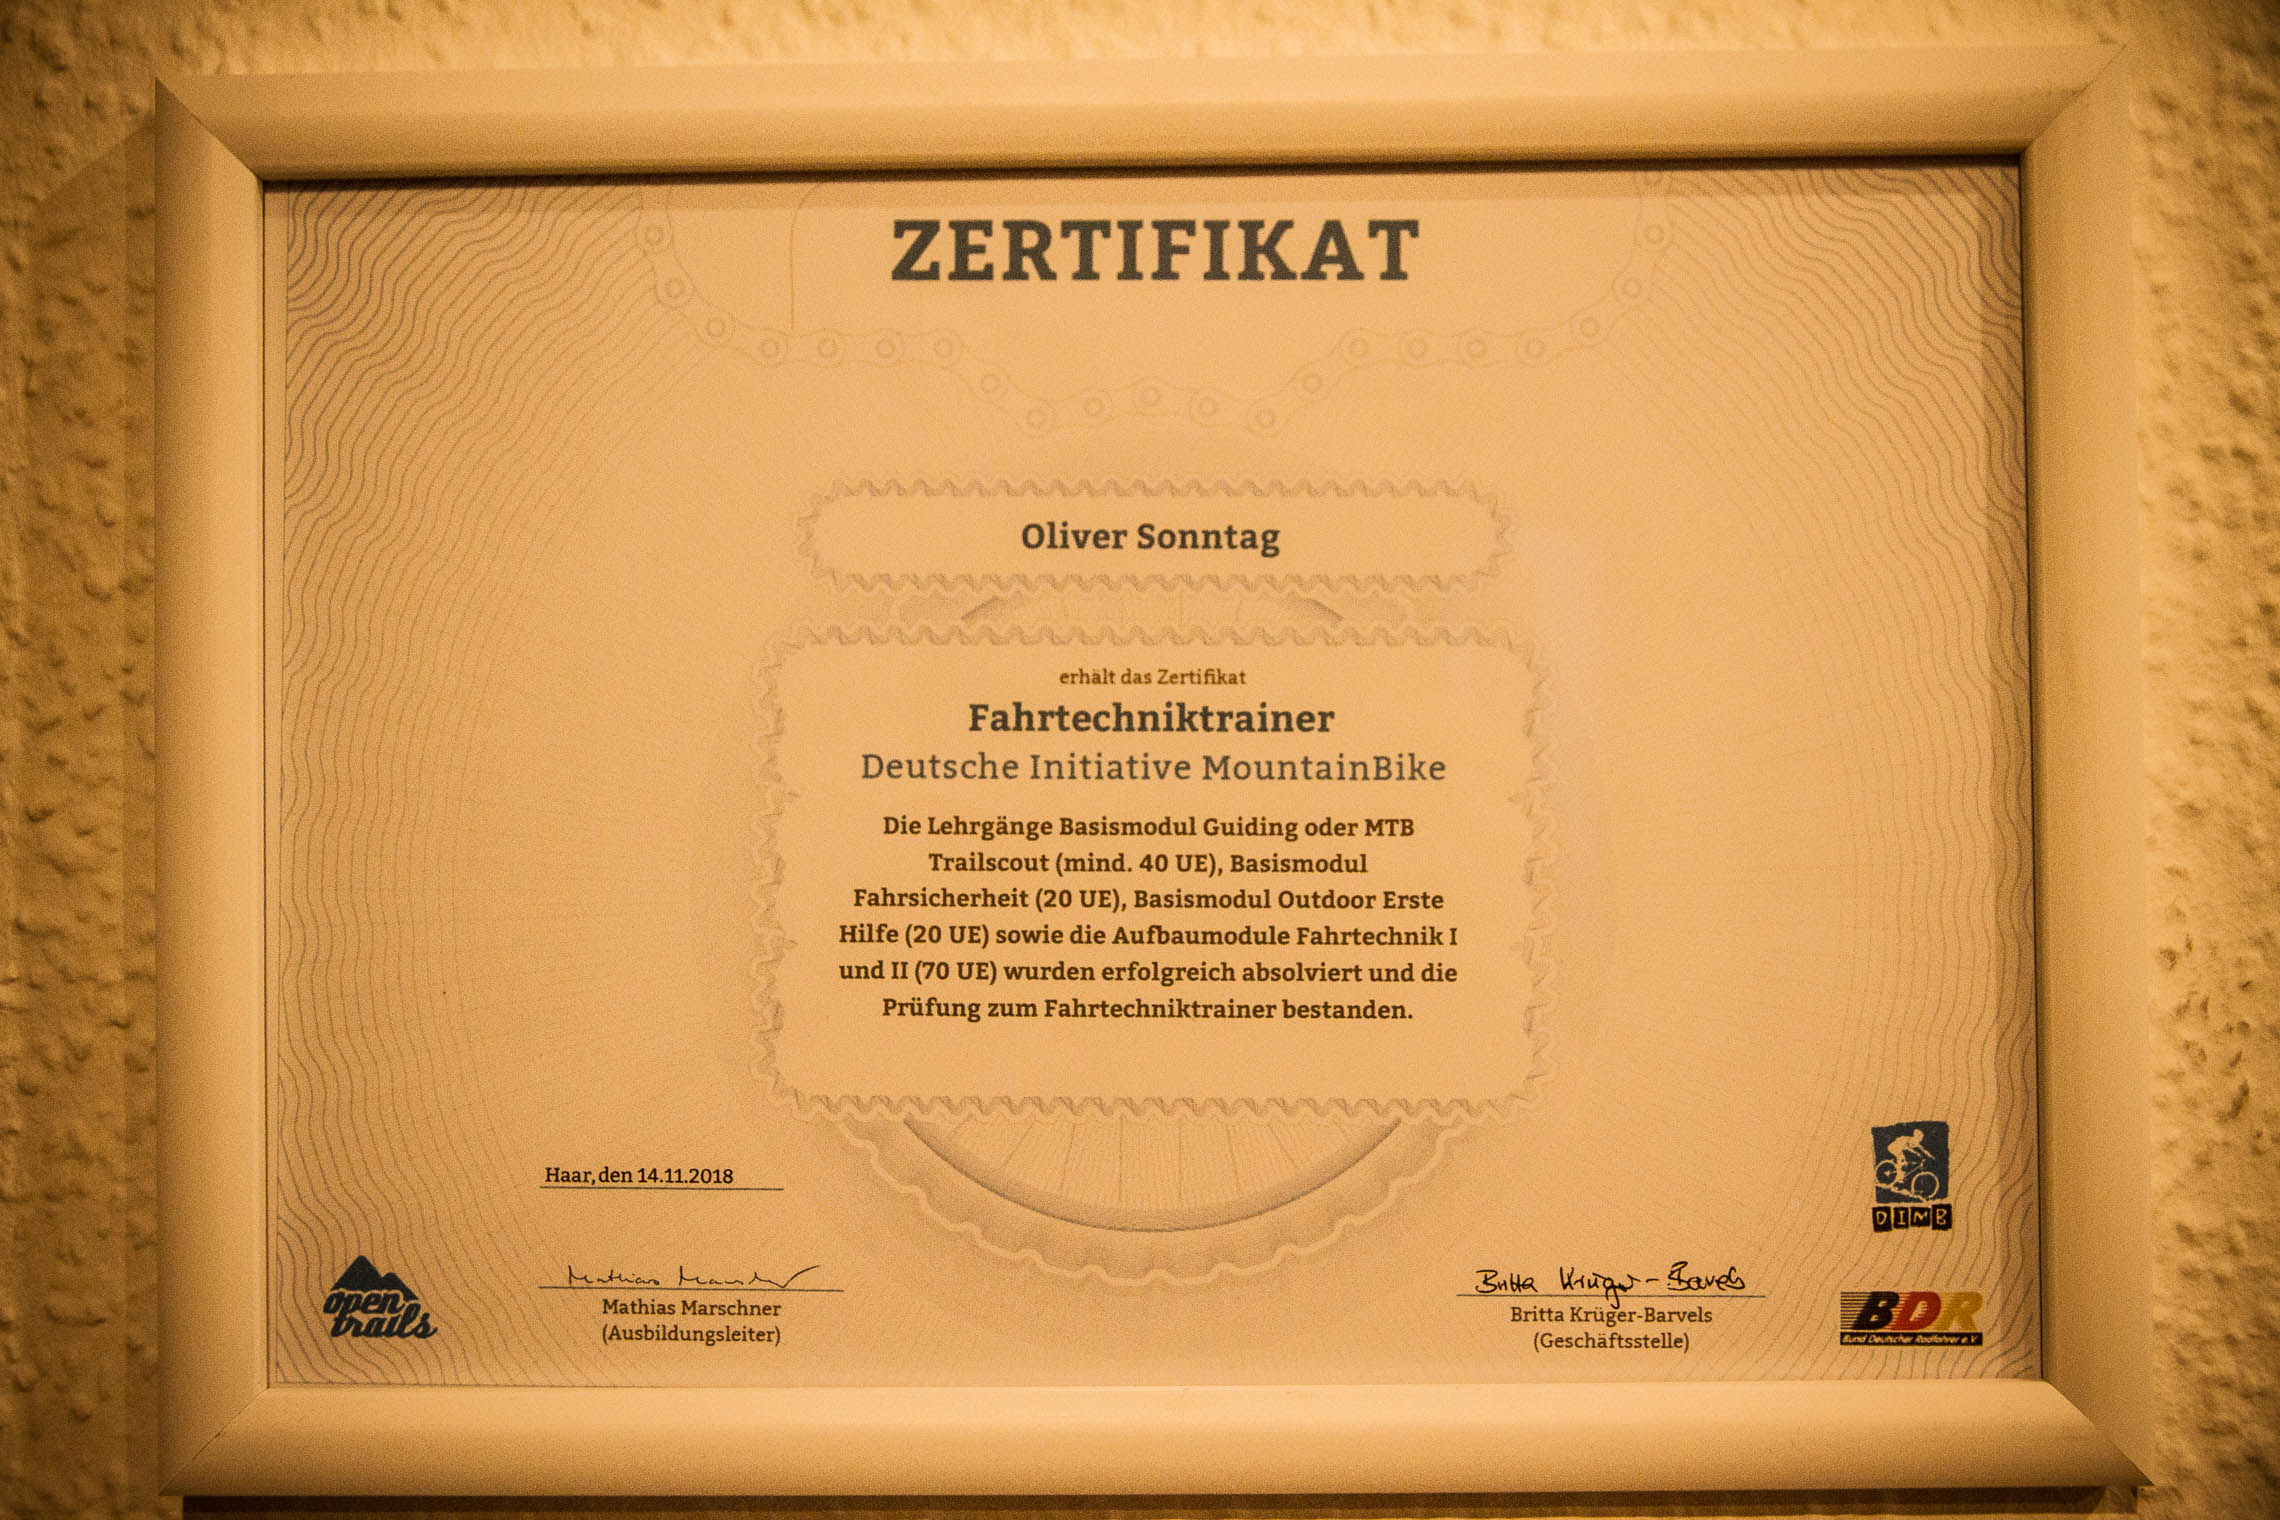 ZERTIFIKAT
Oliver Sonntag
erhält das Zertifikat
Fahrtechniktrainer
Deutsche Initiative MountainBike
Die Lehrgänge Basismodul Guiding oder MTB
Trailscout (mind. 40 UE), Basismodul
Fahrsicherheit (20 UE), Basismodul Outdoor Erste
Hilfe (20 UE) sowie die Aufbaumodule Fahrtechnik I
und II (70 UE) wurden erfolgreich absolviert und die
Prüfung zum Fahrtechniktrainer bestanden.
Haar, den 14.11.2018
DIMB
open
trails
Mathias Marschner
Mathias Marschner
(Ausbildungsleiter)
Britta Krüger-Barvels
Britta Krüger-Barvels
(Geschäftsstelle)
BDR
Bund Deutscher Radfahrer e.V.